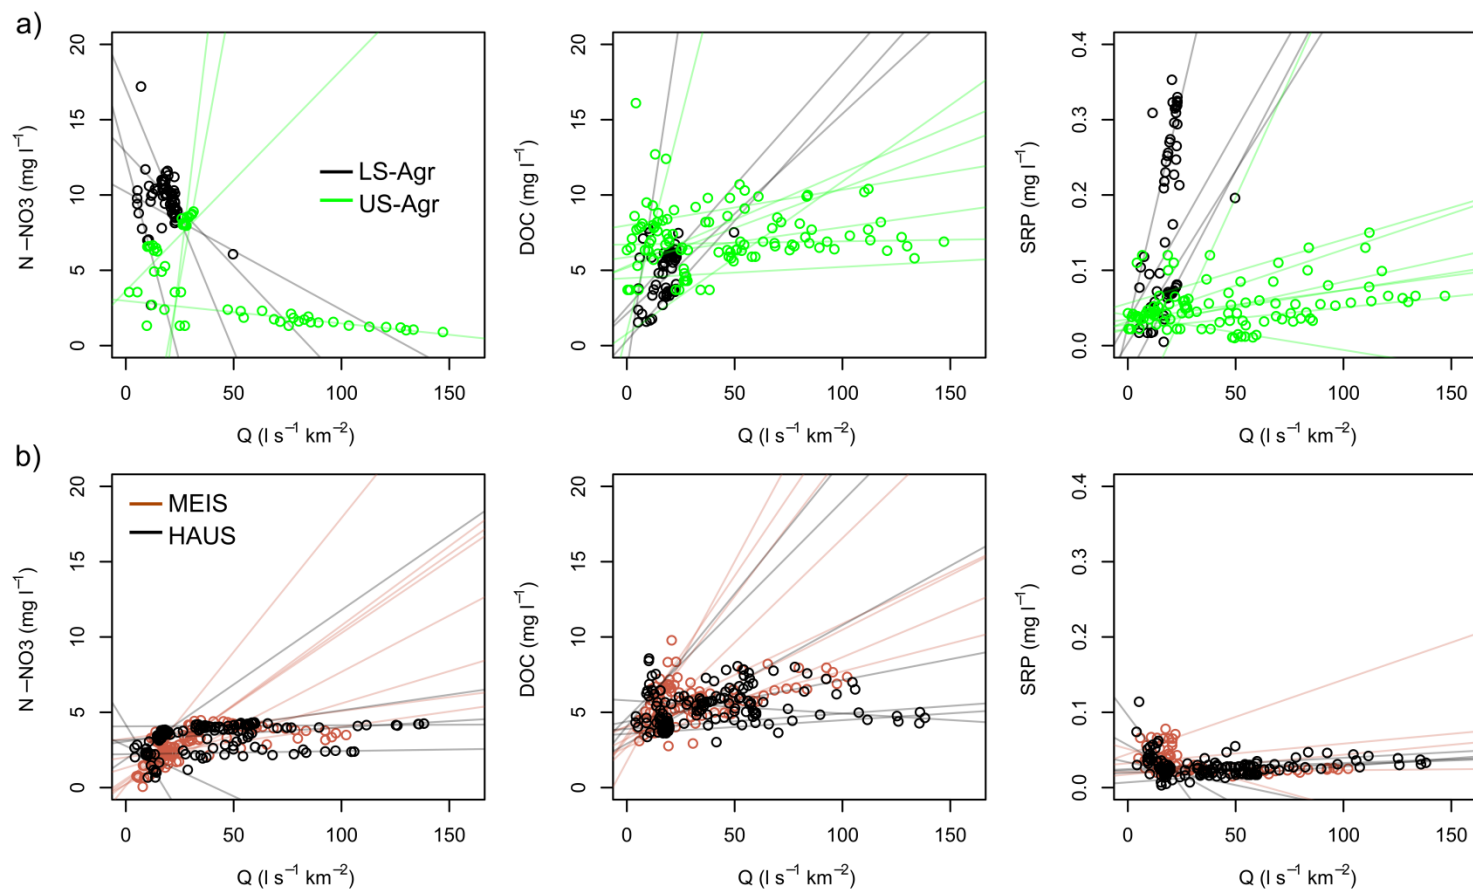 a)
N −NO3 (mg l⁻¹)
20
15
10
5
0
LS-Agr
US-Agr
0 50 100 150
Q (l s⁻¹ km⁻²)
DOC (mg l⁻¹)
20
15
10
5
0
0 50 100 150
Q (l s⁻¹ km⁻²)
SRP (mg l⁻¹)
0.4
0.3
0.2
0.1
0.0
0 50 100 150
Q (l s⁻¹ km⁻²)
b)
N −NO3 (mg l⁻¹)
20
15
10
5
0
MEIS
HAUS
0 50 100 150
Q (l s⁻¹ km⁻²)
DOC (mg l⁻¹)
20
15
10
5
0
0 50 100 150
Q (l s⁻¹ km⁻²)
SRP (mg l⁻¹)
0.4
0.3
0.2
0.1
0.0
0 50 100 150
Q (l s⁻¹ km⁻²)